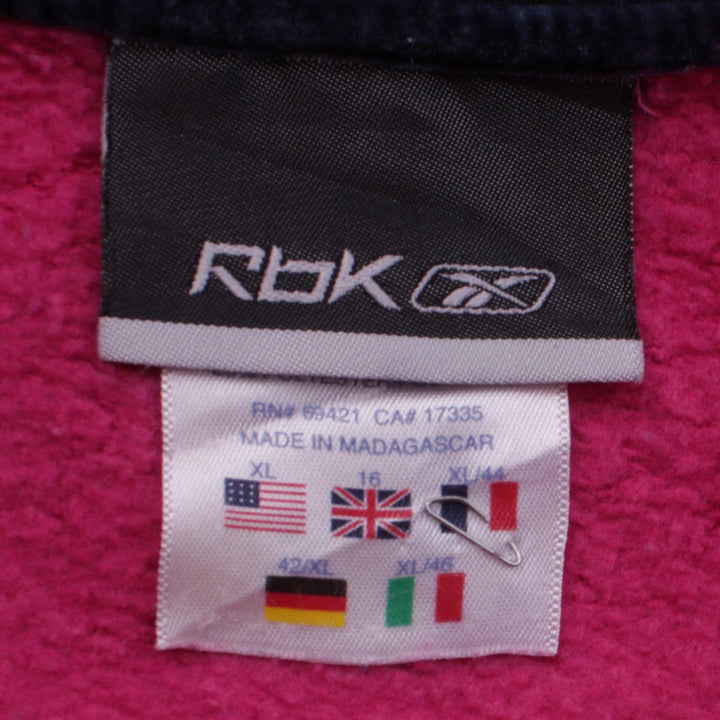 RbK
RN# 69421 CA# 17335
MADE IN MADAGASCAR
XL 16 XL/44
42/XL XL/46